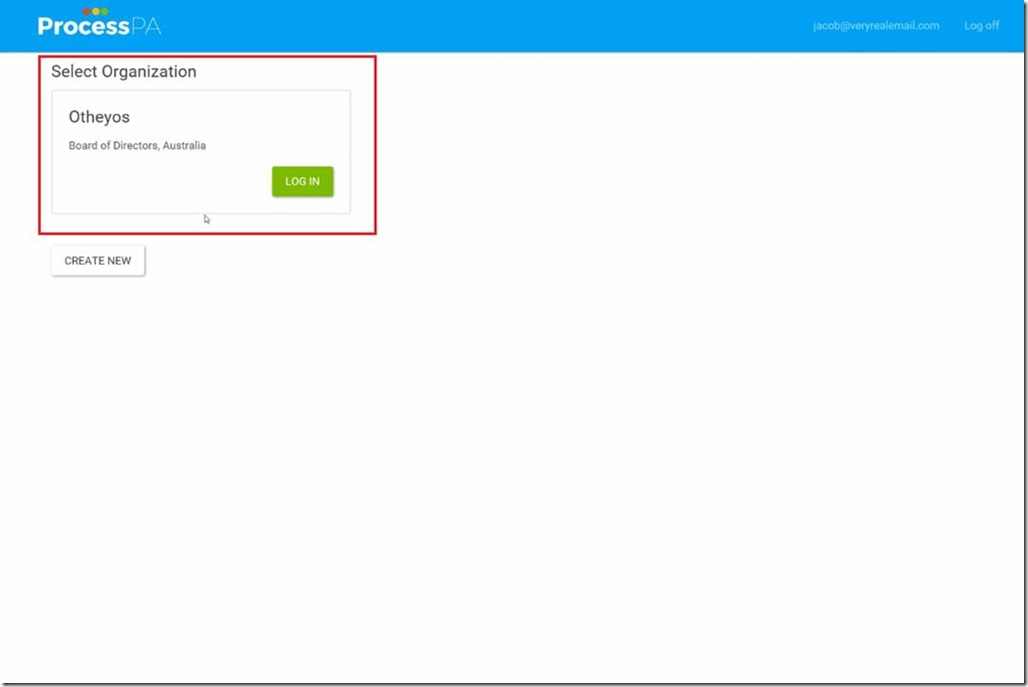 ProcessPA
jacob@veryrealemail.com
Log off
Select Organization
Otheyos
Board of Directors, Australia
LOG IN
CREATE NEW